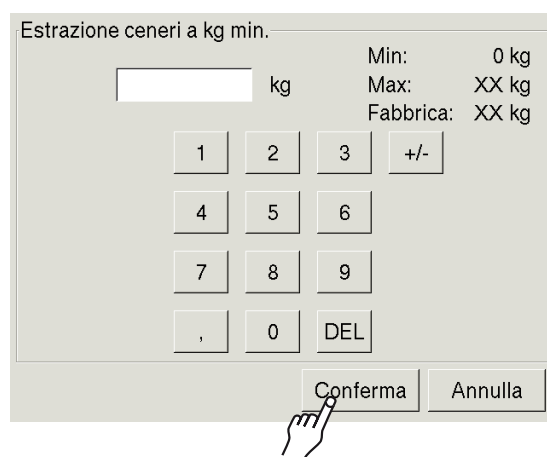 Estrazione ceneri a kg min.
Min: 0 kg
kg Max: XX kg
Fabbrica: XX kg
1 2 3 +/-
4 5 6
7 8 9
, 0 DEL
Conferma Annulla